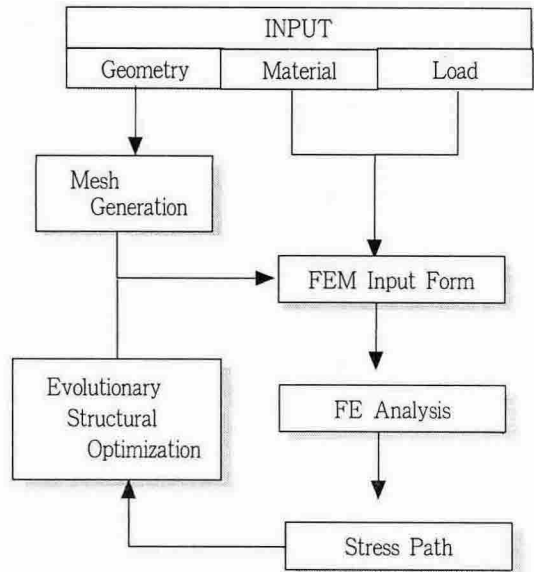 INPUT
Geometry
Material
Load
Mesh
Generation
FEM Input Form
Evolutionary
Structural
Optimization
FE Analysis
Stress Path